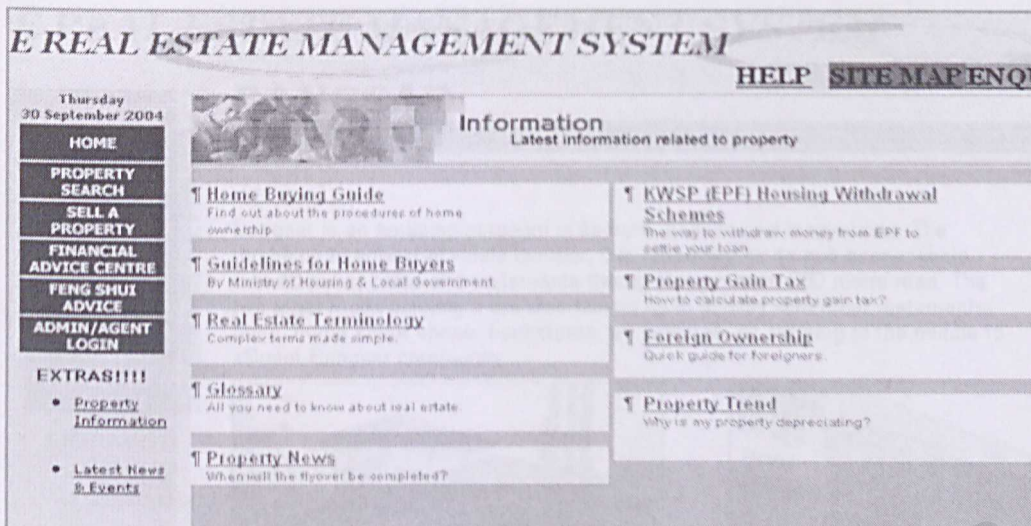 E REAL ESTATE MANAGEMENT SYSTEM
HELP SITE MAP ENQU
Thursday
30 September 2004
HOME
PROPERTY
SEARCH
SELL A
PROPERTY
FINANCIAL
ADVICE CENTRE
FENG SHUI
ADVICE
ADMIN/AGENT
LOGIN
EXTRAS!!!!
• Property
Information
• Latest News
& Events
Information
Latest information related to property
¶ Home Buying Guide
Find out about the procedures of home
ownership
¶ Guidelines for Home Buyers
By Ministry of Housing & Local Government
¶ Real Estate Terminology
Complex terms made simple.
¶ Glossary
All you need to know about real estate
¶ Property News
When will the flyover be completed?
¶ KWSP (EPF) Housing Withdrawal
Schemes
The way to withdraw money from EPF to
settle your loan
¶ Property Gain Tax
How to calculate property gain tax?
¶ Foreign Ownership
Quick guide for foreigners
¶ Property Trend
Why is my property depreciating?